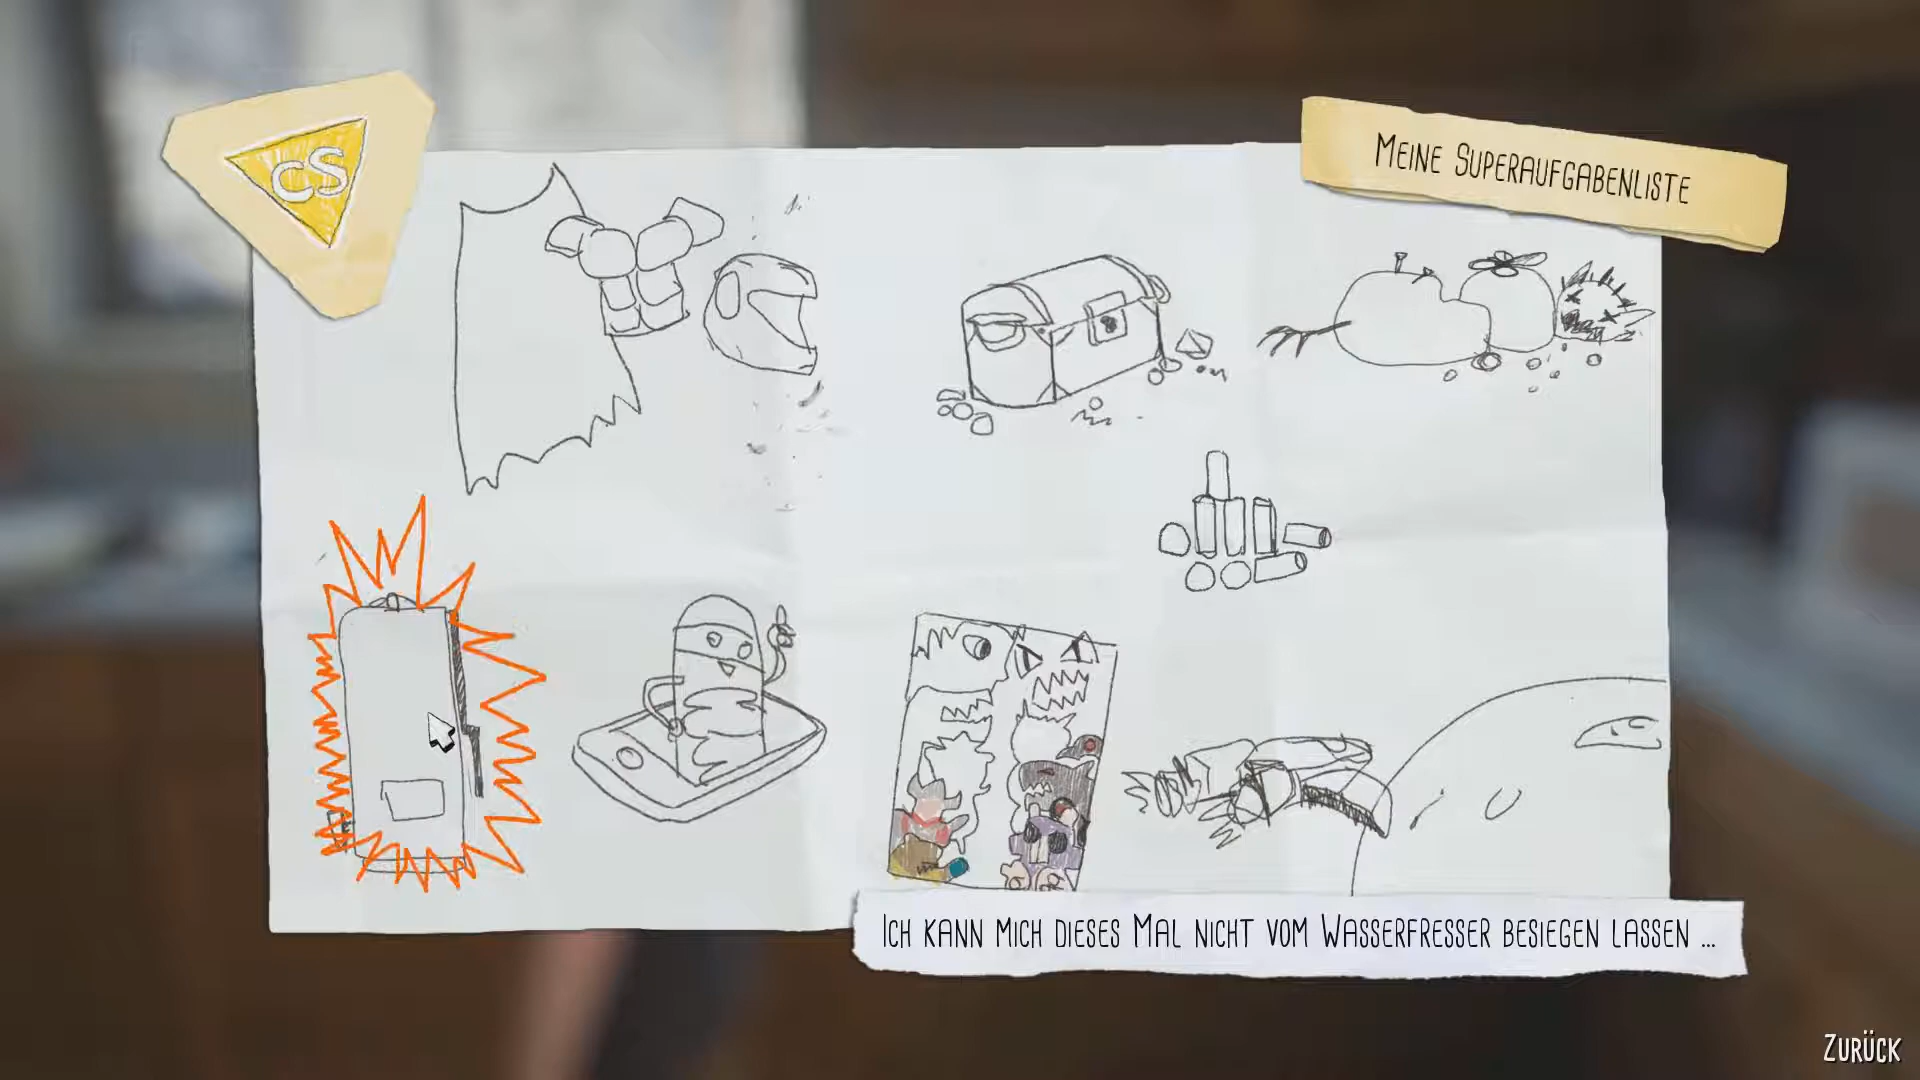 CS
Meine Superaufgabenliste
Ich kann mich dieses Mal nicht vom Wasserfresser besiegen lassen ...
Zurück